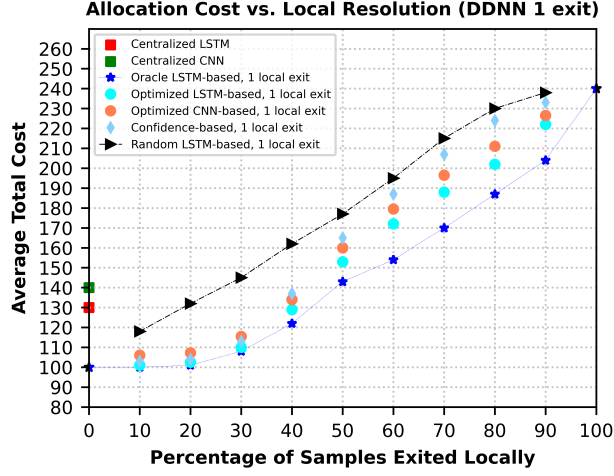 Allocation Cost vs. Local Resolution (DDNN 1 exit)
Centralized LSTM
Centralized CNN
Oracle LSTM-based, 1 local exit
Optimized LSTM-based, 1 local exit
Optimized CNN-based, 1 local exit
Confidence-based, 1 local exit
Random LSTM-based, 1 local exit
Average Total Cost
260
250
240
230
220
210
200
190
180
170
160
150
140
130
120
110
100
90
80
0 10 20 30 40 50 60 70 80 90 100
Percentage of Samples Exited Locally